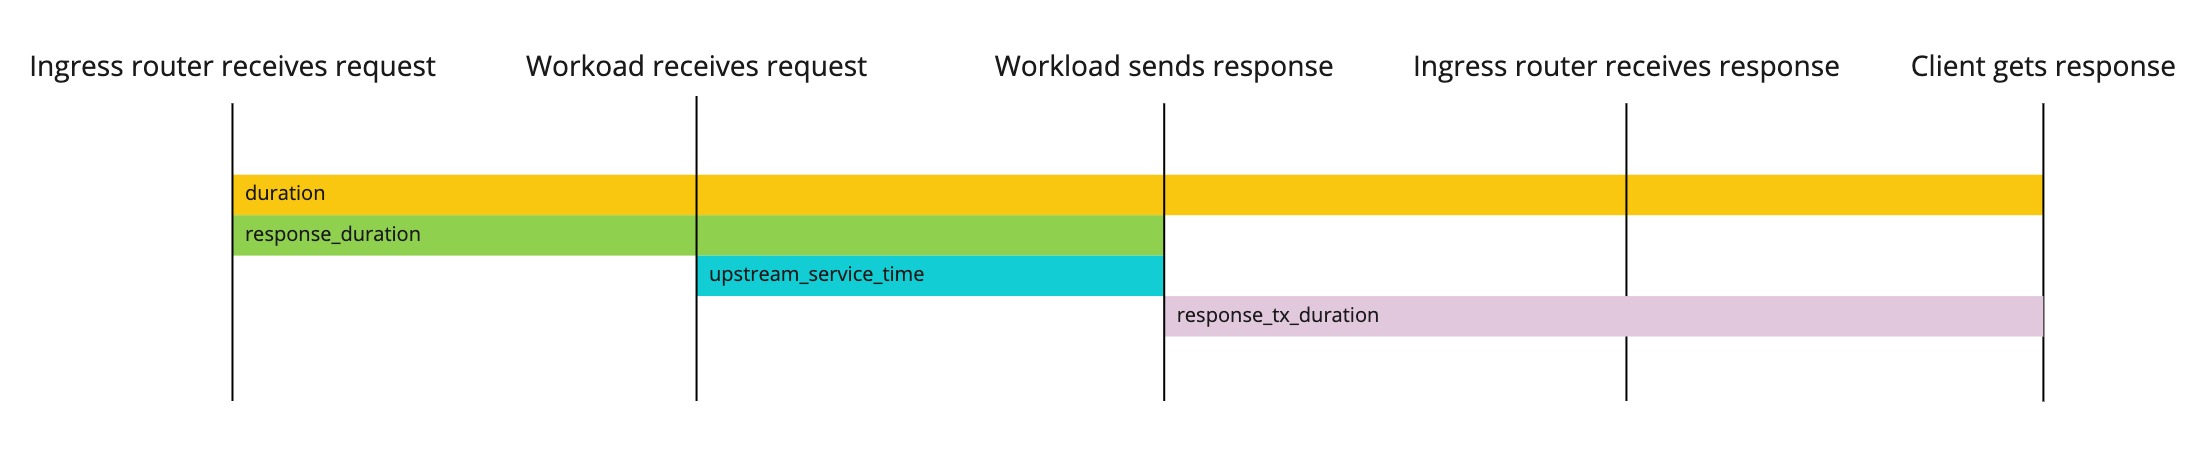 Ingress router receives request
Workoad receives request
Workload sends response
Ingress router receives response
Client gets response
duration
response_duration
upstream_service_time
response_tx_duration